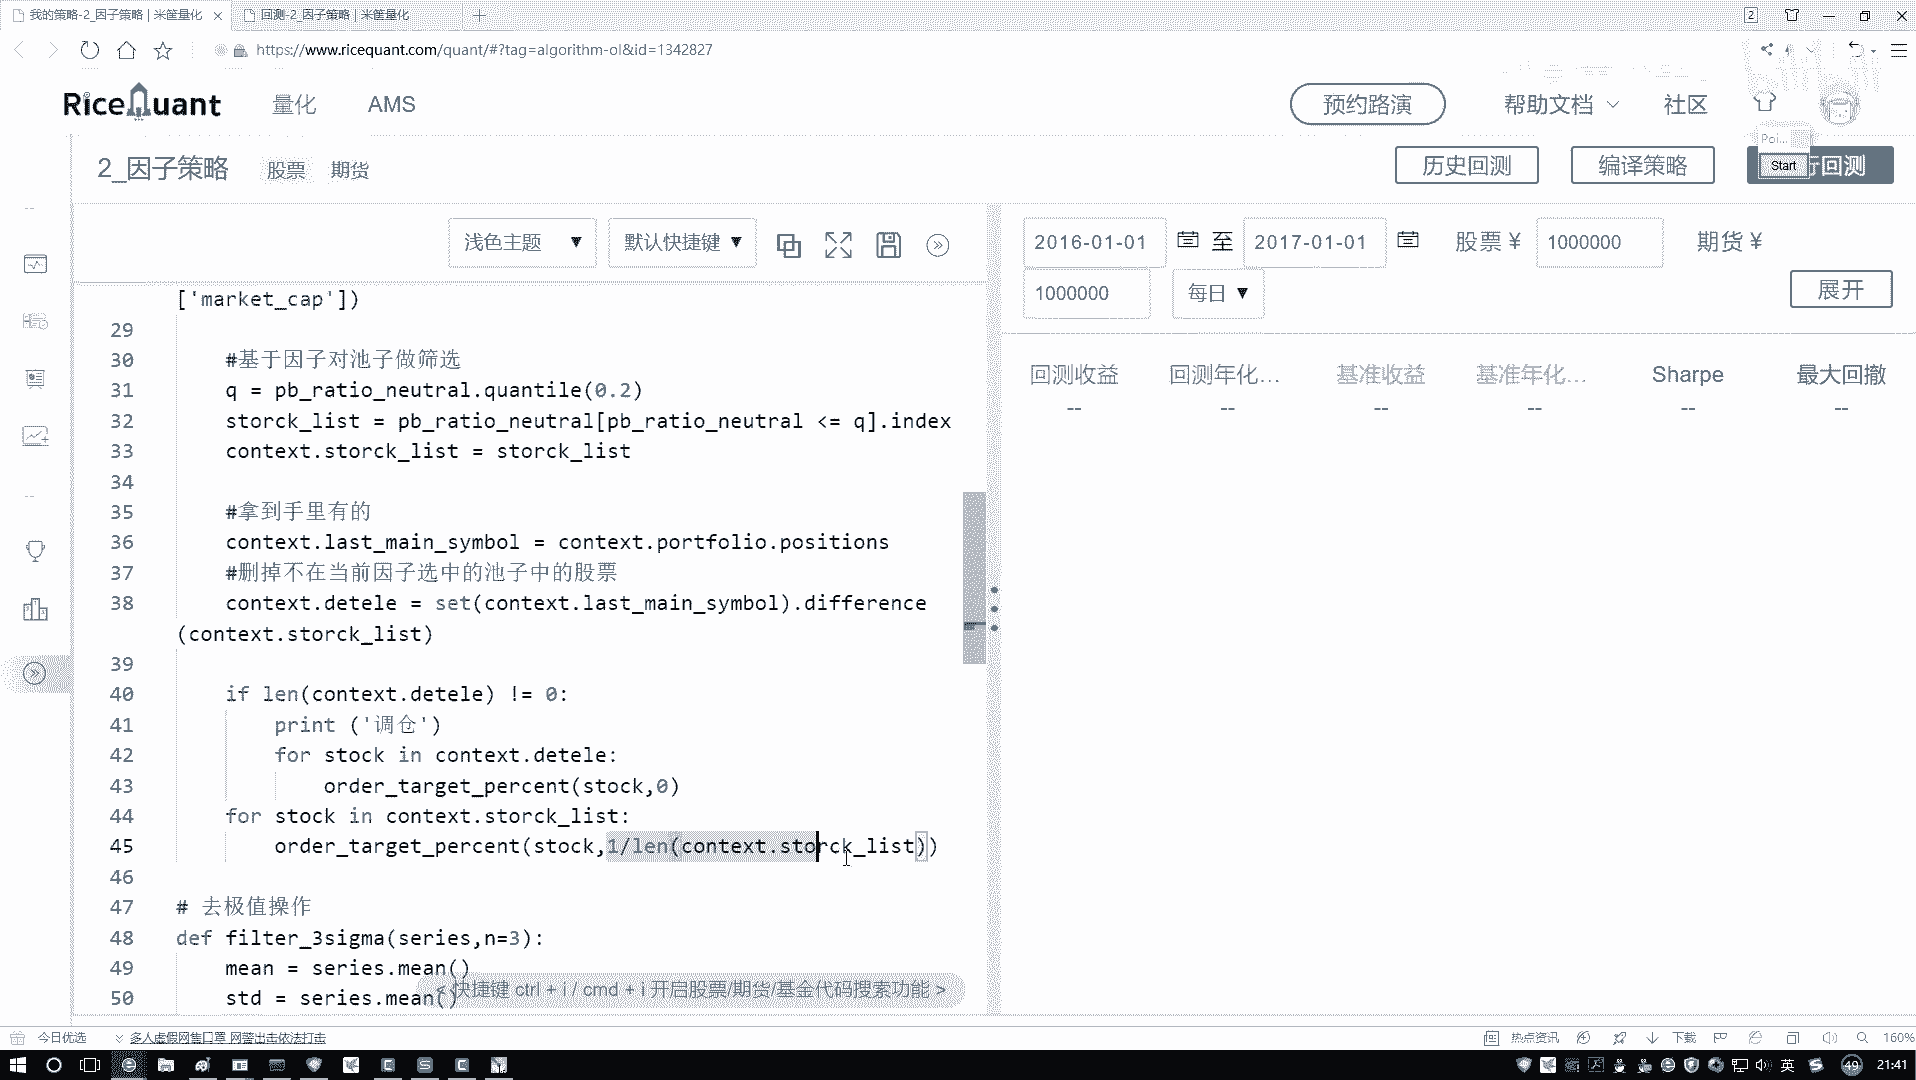 我的策略-2_因子策略 | 米筐量化
回测-2_因子策略 | 米筐量化
2
https://www.ricequant.com/quant/#?tag=algorithm-ol&id=1342827
RiceQuant 量化 AMS 预约路演 帮助文档 社区
Poi...
2_因子策略 股票 期货 历史回测 编译策略 Start 行回测
浅色主题 ▼ 默认快捷键 ▼
2016-01-01 至 2017-01-01 股票 ¥ 1000000 期货 ¥
1000000 每日 ▼ 展开
回测收益 回测年化... 基准收益 基准年化... Sharpe 最大回撤
-- -- -- -- -- --
['market_cap'])
29
30 #基于因子对池子做筛选
31 q = pb_ratio_neutral.quantile(0.2)
32 storck_list = pb_ratio_neutral[pb_ratio_neutral <= q].index
33 context.storck_list = storck_list
34
35 #拿到手里有的
36 context.last_main_symbol = context.portfolio.positions
37 #删掉不在当前因子选中的池子中的股票
38 context.detele = set(context.last_main_symbol).difference
(context.storck_list)
39
40 if len(context.detele) != 0:
41 print ('调仓')
42 for stock in context.detele:
43 order_target_percent(stock,0)
44 for stock in context.storck_list:
45 order_target_percent(stock,1/len(context.storck_list))
46
47 # 去极值操作
48 def filter_3sigma(series,n=3):
49 mean = series.mean()
50 std = series.mean()
< 快捷键 ctrl + i / cmd + i 开启股票/期货/基金代码搜索功能 >
今日优选 多人虚假网售口罩 网警出击依法打击 热点资讯 下载 160%
英 49 21:41